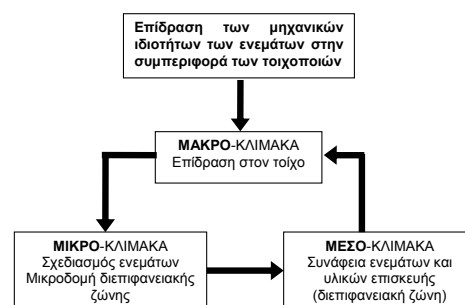 Επίδραση των μηχανικών
ιδιοτήτων των ενεμάτων στην
συμπεριφορά των τοιχοποιών
ΜΑΚΡΟ-ΚΛΙΜΑΚΑ
Επίδραση στον τοίχο
ΜΙΚΡΟ-ΚΛΙΜΑΚΑ
Σχεδιασμός ενεμάτων
Μικροδομή διεπιφανειακής
ζώνης
ΜΕΣΟ-ΚΛΙΜΑΚΑ
Συνάφεια ενεμάτων και
υλικών επισκευής
(διεπιφανειακή ζώνη)